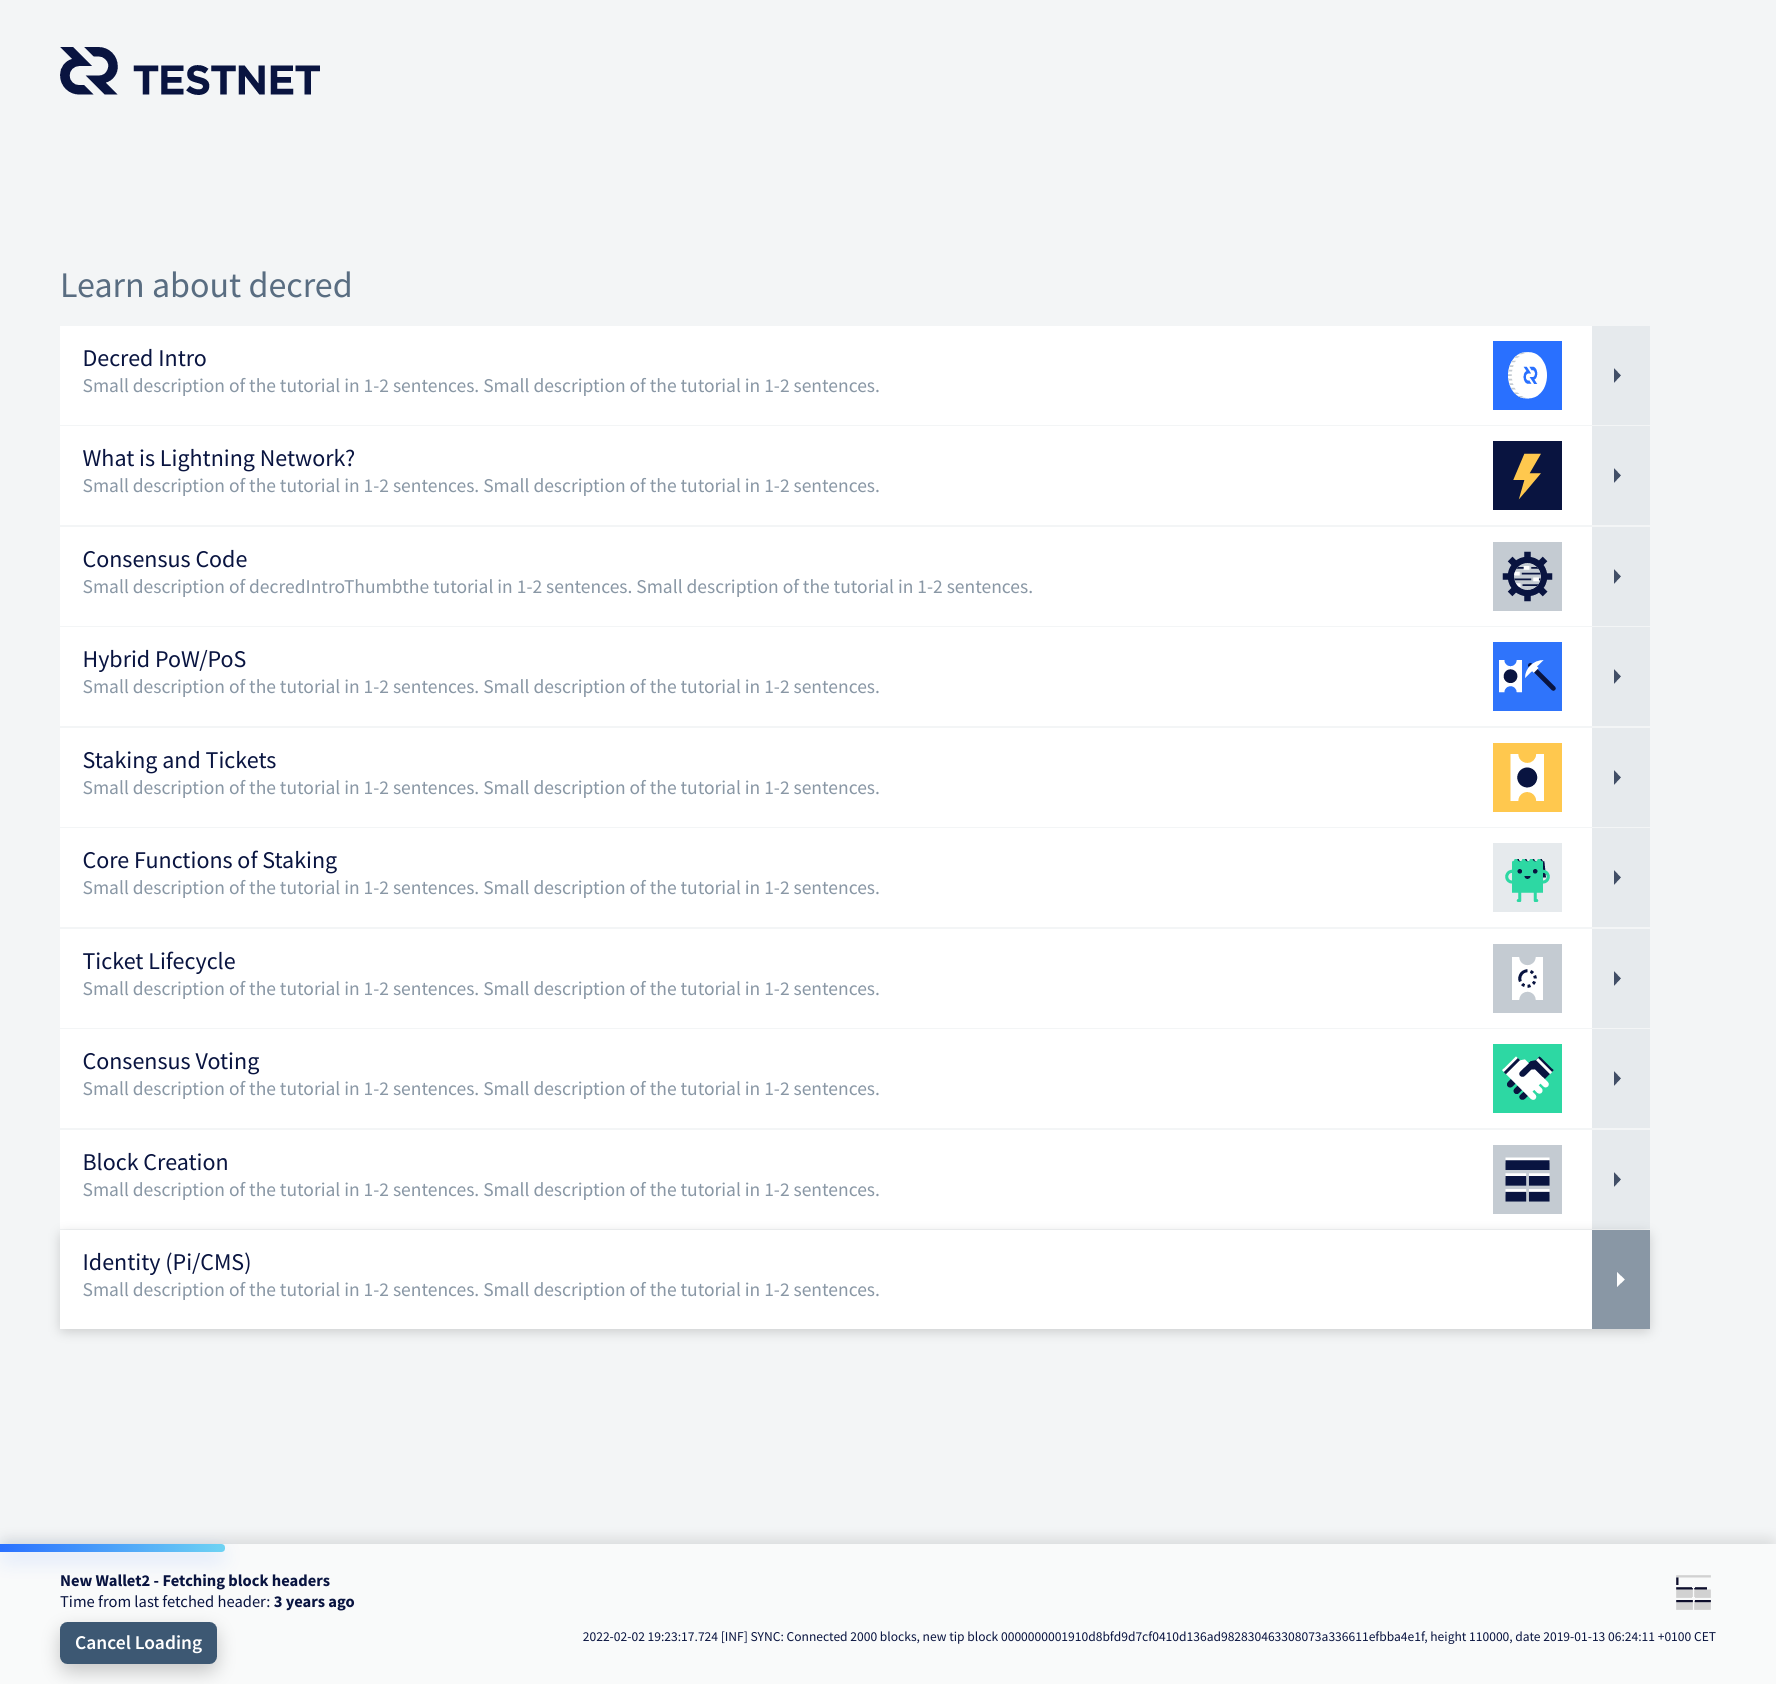 TESTNET
Learn about decred
Decred Intro
Small description of the tutorial in 1-2 sentences. Small description of the tutorial in 1-2 sentences.
What is Lightning Network?
Small description of the tutorial in 1-2 sentences. Small description of the tutorial in 1-2 sentences.
Consensus Code
Small description of decredIntroThumbthe tutorial in 1-2 sentences. Small description of the tutorial in 1-2 sentences.
Hybrid PoW/PoS
Small description of the tutorial in 1-2 sentences. Small description of the tutorial in 1-2 sentences.
Staking and Tickets
Small description of the tutorial in 1-2 sentences. Small description of the tutorial in 1-2 sentences.
Core Functions of Staking
Small description of the tutorial in 1-2 sentences. Small description of the tutorial in 1-2 sentences.
Ticket Lifecycle
Small description of the tutorial in 1-2 sentences. Small description of the tutorial in 1-2 sentences.
Consensus Voting
Small description of the tutorial in 1-2 sentences. Small description of the tutorial in 1-2 sentences.
Block Creation
Small description of the tutorial in 1-2 sentences. Small description of the tutorial in 1-2 sentences.
Identity (Pi/CMS)
Small description of the tutorial in 1-2 sentences. Small description of the tutorial in 1-2 sentences.
New Wallet2 - Fetching block headers
Time from last fetched header: 3 years ago
Cancel Loading
2022-02-02 19:23:17.724 [INF] SYNC: Connected 2000 blocks, new tip block 0000000001910d8bfd9d7cf0410d136ad982830463308073a336611efbba4e1f, height 110000, date 2019-01-13 06:24:11 +0100 CET